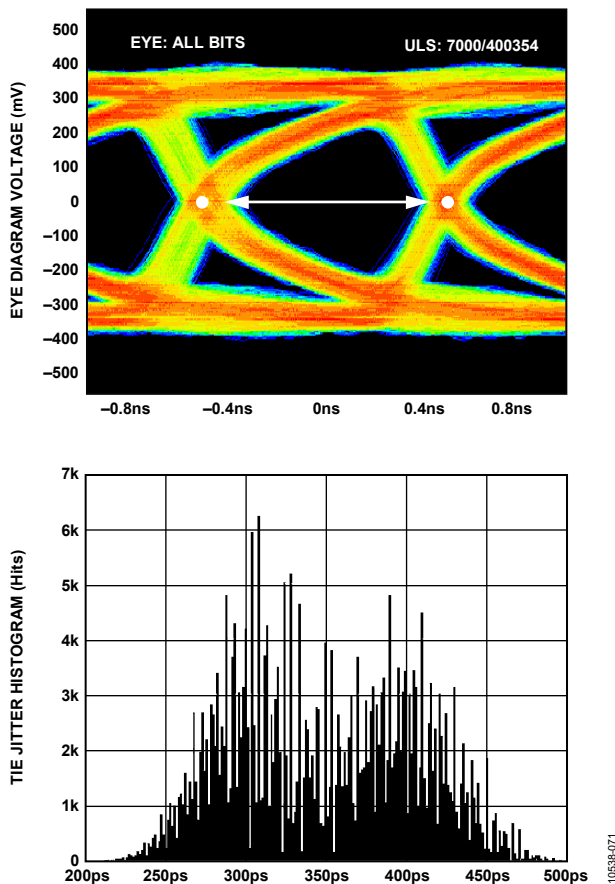 EYE: ALL BITS
ULS: 7000/400354
EYE DIAGRAM VOLTAGE (mV)
500
400
300
200
100
0
–100
–200
–300
–400
–500
–0.8ns
–0.4ns
0ns
0.4ns
0.8ns
TIE JITTER HISTOGRAM (Hits)
7k
6k
5k
4k
3k
2k
1k
0
200ps
250ps
300ps
350ps
400ps
450ps
500ps
10538-071